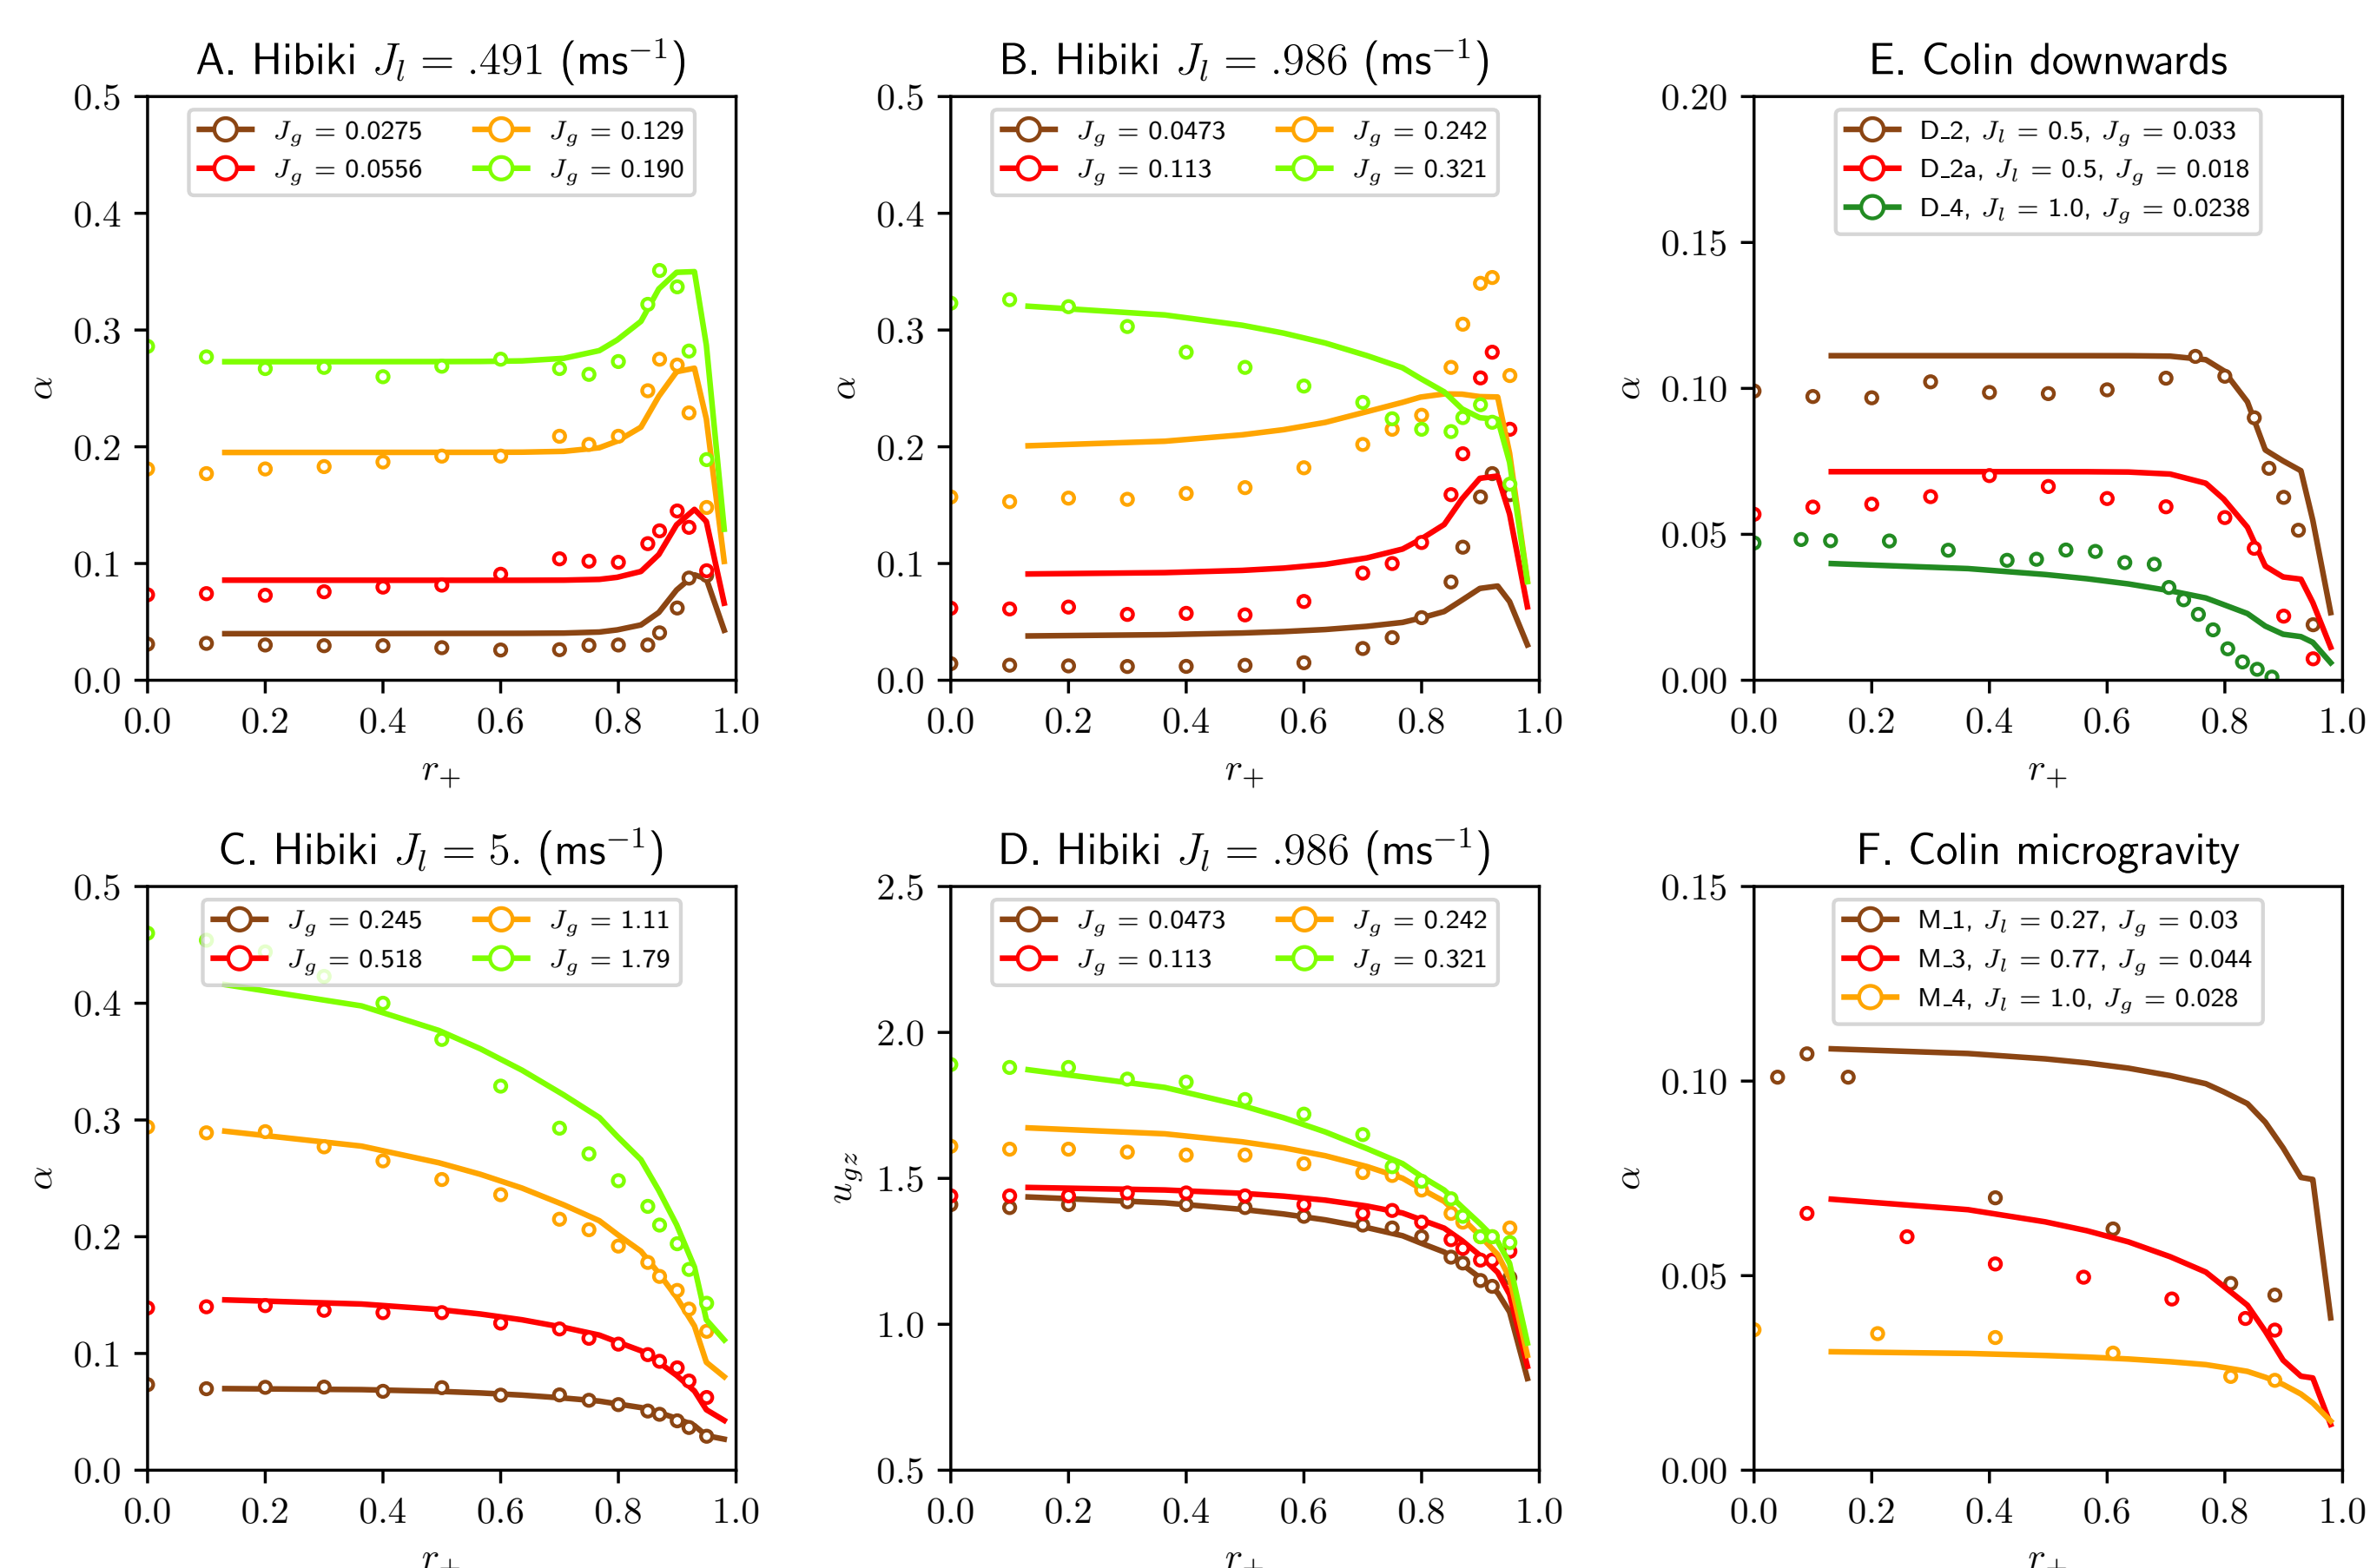 A. Hibiki J_l = .491 (ms⁻¹)
J_g = 0.0275
J_g = 0.129
J_g = 0.0556
J_g = 0.190
0.5
0.4
0.3
0.2
0.1
0.0
α
0.0 0.2 0.4 0.6 0.8 1.0
r₊
B. Hibiki J_l = .986 (ms⁻¹)
J_g = 0.0473
J_g = 0.242
J_g = 0.113
J_g = 0.321
0.5
0.4
0.3
0.2
0.1
0.0
α
0.0 0.2 0.4 0.6 0.8 1.0
r₊
E. Colin downwards
D_2, J_l = 0.5, J_g = 0.033
D_2a, J_l = 0.5, J_g = 0.018
D_4, J_l = 1.0, J_g = 0.0238
0.20
0.15
0.10
0.05
0.00
α
0.0 0.2 0.4 0.6 0.8 1.0
r₊
C. Hibiki J_l = 5. (ms⁻¹)
J_g = 0.245
J_g = 1.11
J_g = 0.518
J_g = 1.79
0.5
0.4
0.3
0.2
0.1
0.0
α
0.0 0.2 0.4 0.6 0.8 1.0
r₊
D. Hibiki J_l = .986 (ms⁻¹)
J_g = 0.0473
J_g = 0.242
J_g = 0.113
J_g = 0.321
2.5
2.0
1.5
1.0
0.5
u_gz
0.0 0.2 0.4 0.6 0.8 1.0
r₊
F. Colin microgravity
M_1, J_l = 0.27, J_g = 0.03
M_3, J_l = 0.77, J_g = 0.044
M_4, J_l = 1.0, J_g = 0.028
0.15
0.10
0.05
0.00
α
0.0 0.2 0.4 0.6 0.8 1.0
r₊